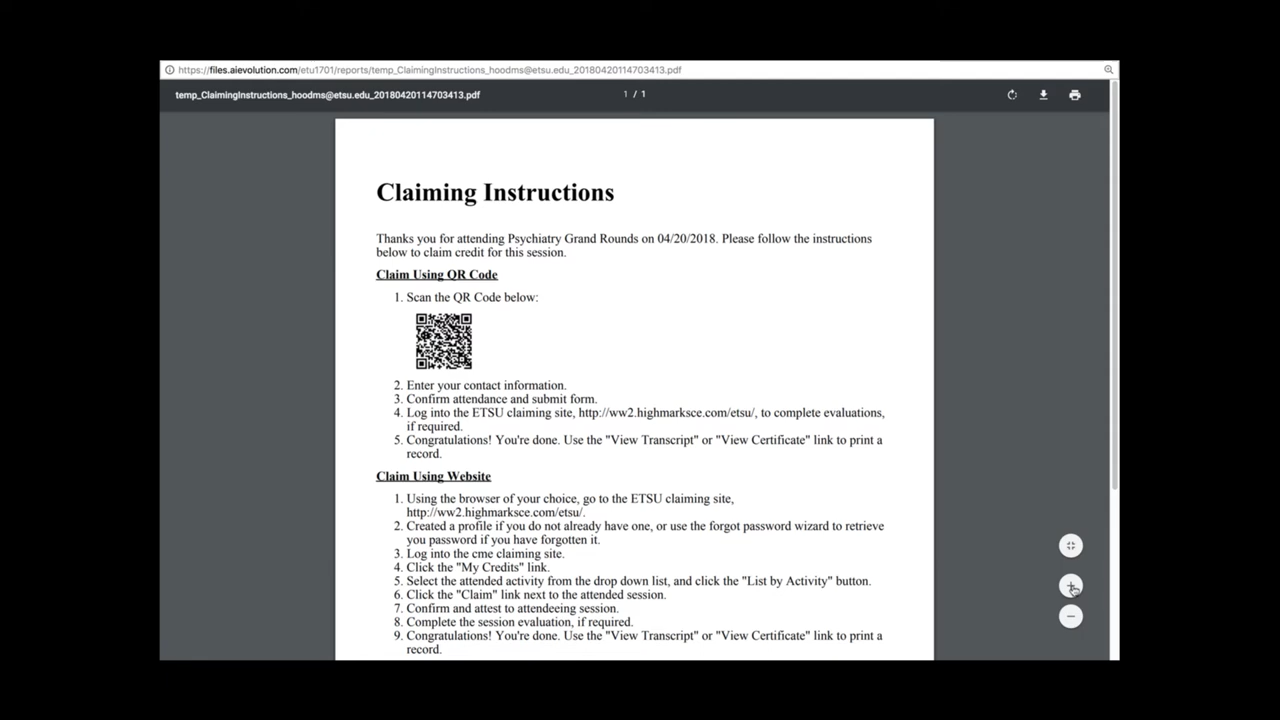 https://files.aievolution.com/etu1701/reports/temp_ClaimingInstructions_hoodms@etsu.edu_20180420114703413.pdf
temp_ClaimingInstructions_hoodms@etsu.edu_20180420114703413.pdf
1 / 1
Claiming Instructions
Thanks you for attending Psychiatry Grand Rounds on 04/20/2018. Please follow the instructions
below to claim credit for this session.
Claim Using QR Code
1. Scan the QR Code below:
2. Enter your contact information.
3. Confirm attendance and submit form.
4. Log into the ETSU claiming site, http://ww2.highmarksce.com/etsu/, to complete evaluations,
if required.
5. Congratulations! You're done. Use the "View Transcript" or "View Certificate" link to print a
record.
Claim Using Website
1. Using the browser of your choice, go to the ETSU claiming site,
http://ww2.highmarksce.com/etsu/.
2. Created a profile if you do not already have one, or use the forgot password wizard to retrieve
you password if you have forgotten it.
3. Log into the cme claiming site.
4. Click the "My Credits" link.
5. Select the attended activity from the drop down list, and click the "List by Activity" button.
6. Click the "Claim" link next to the attended session.
7. Confirm and attest to attendeeing session.
8. Complete the session evaluation, if required.
9. Congratulations! You're done. Use the "View Transcript" or "View Certificate" link to print a
record.